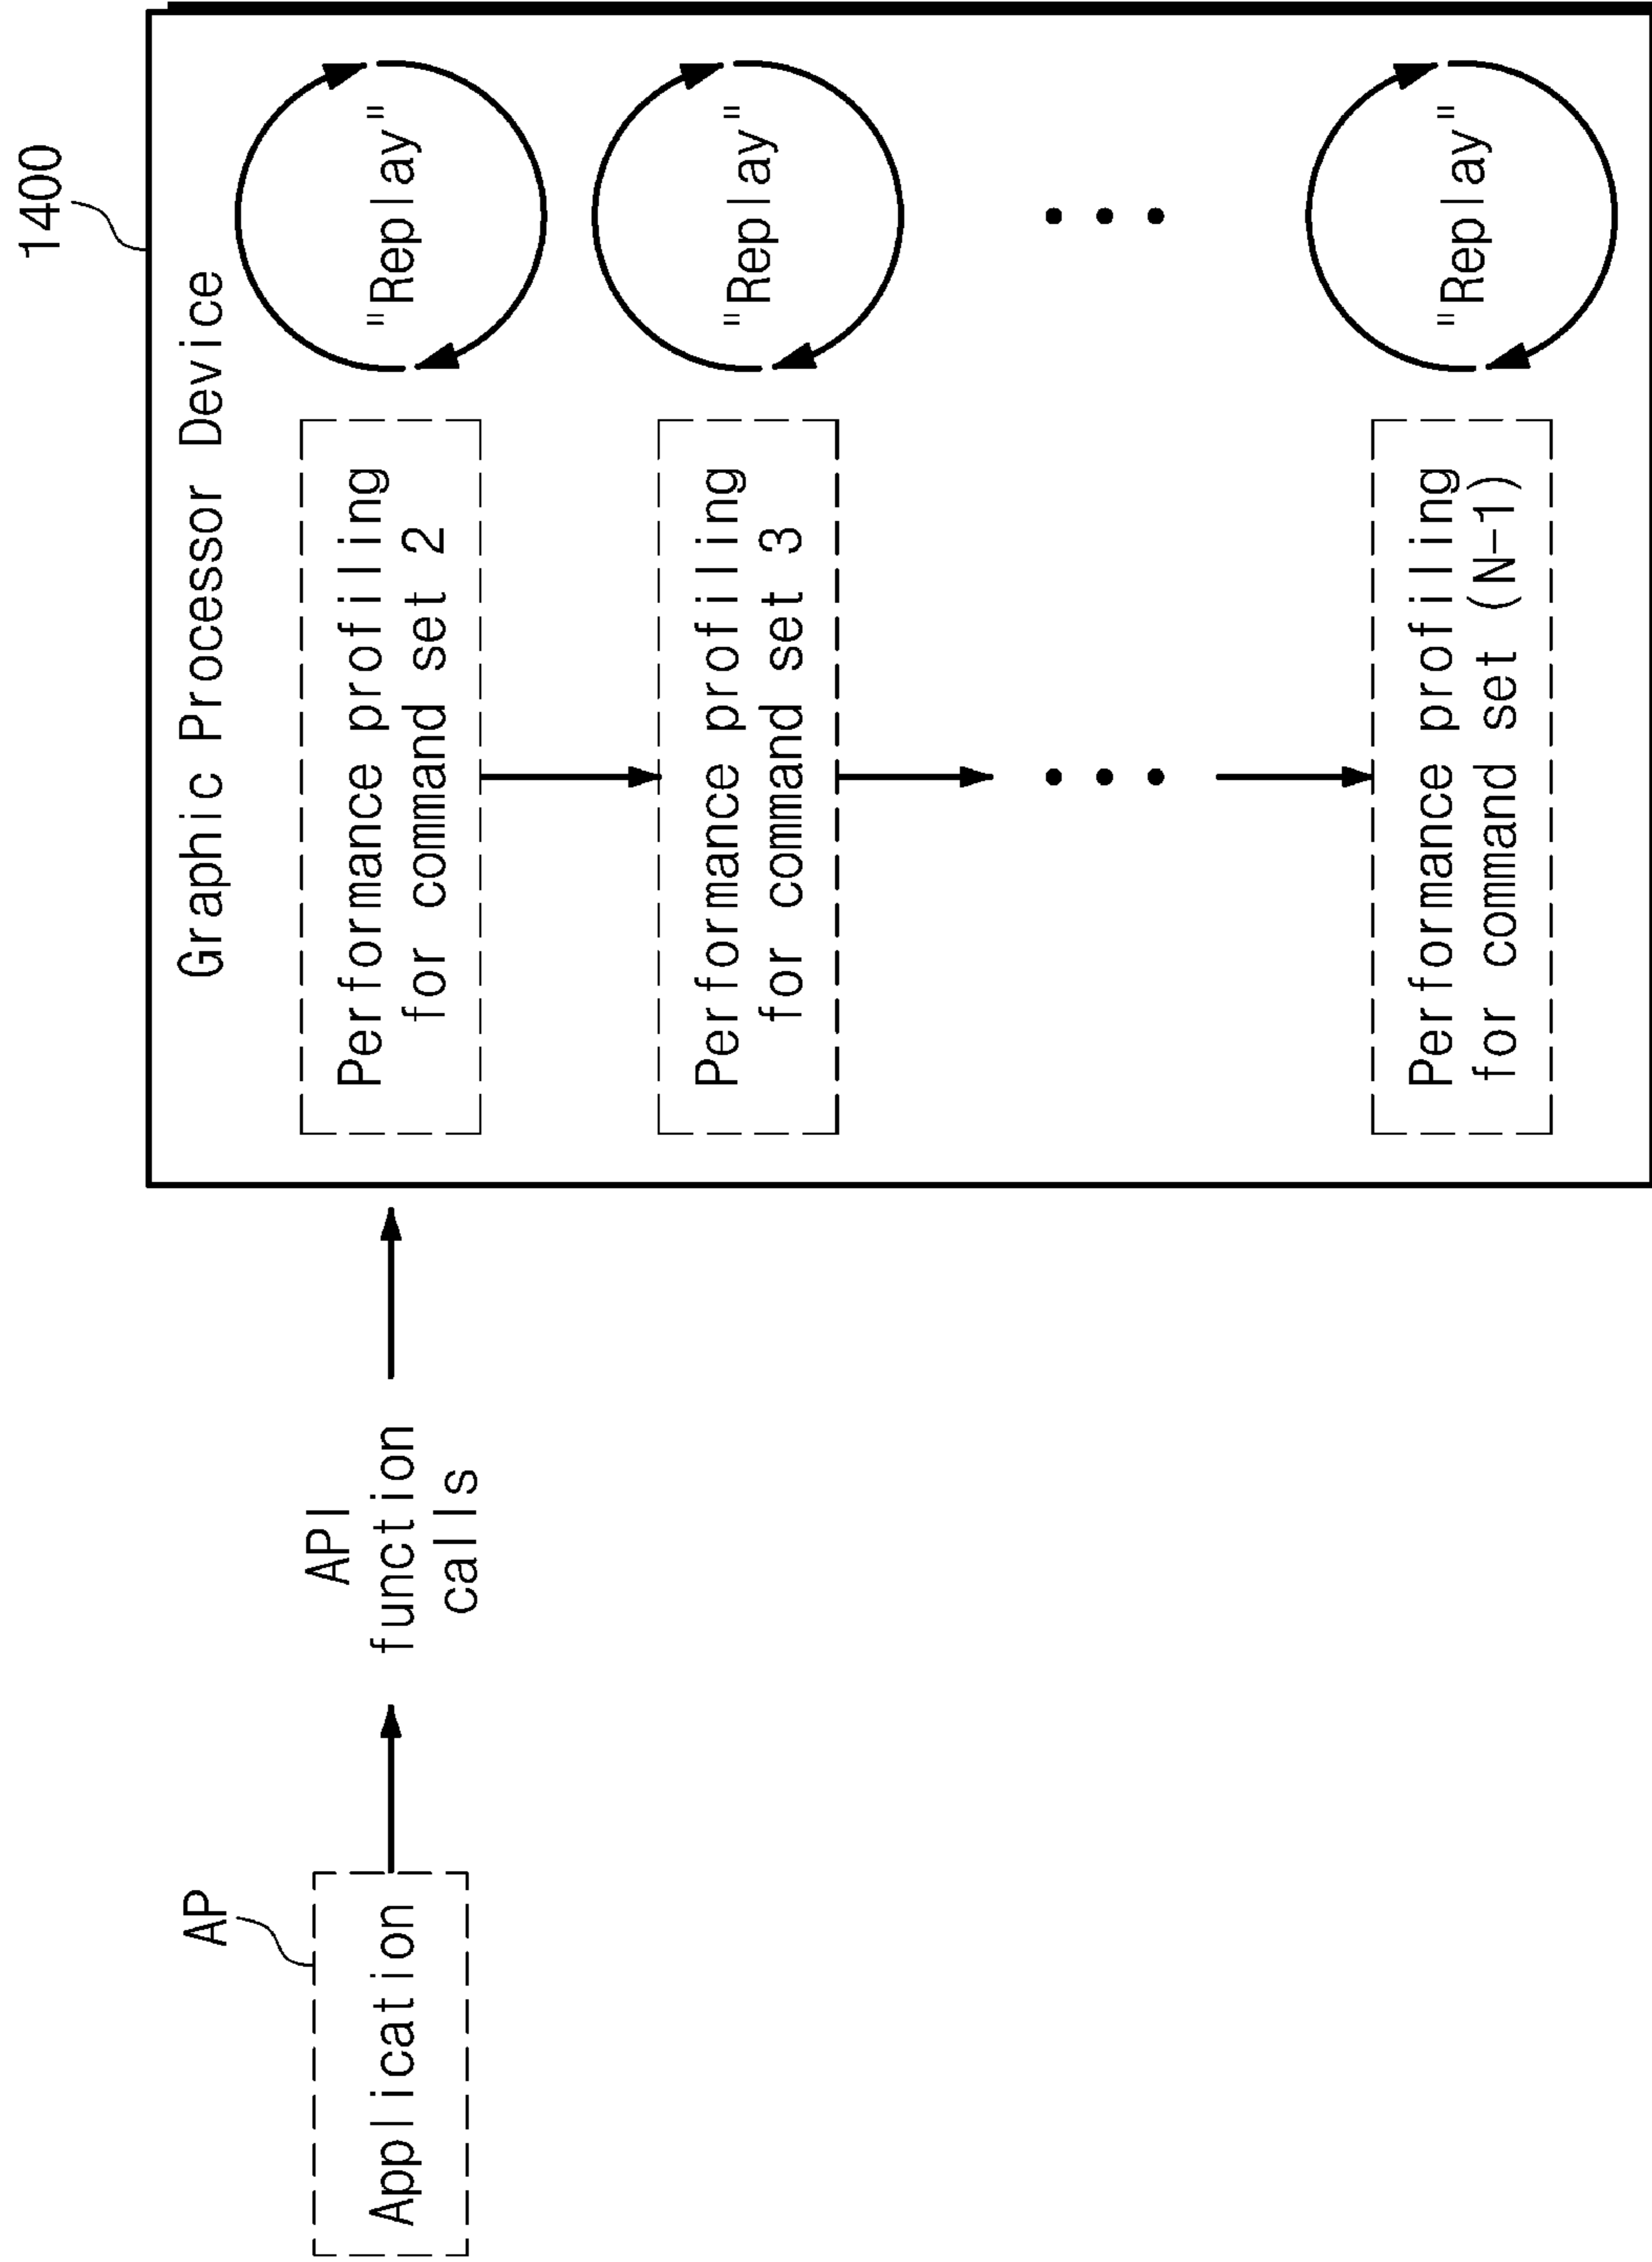 1400
Graphic Processor Device
AP
Application
API
function
calls
Performance profiling
for command set 2
"Replay"
Performance profiling
for command set 3
"Replay"
Performance profiling
for command set (N-1)
"Replay"